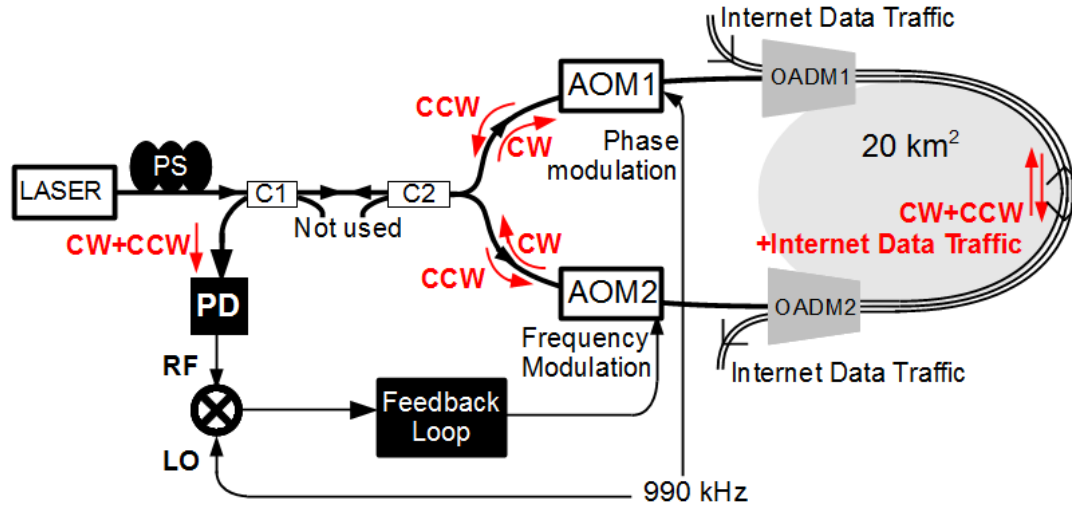 Internet Data Traffic
OADM1
AOM1
CCW
CW
Phase
modulation
20 km2
PS
LASER
C1
C2
Not used
CW+CCW
CW+CCW
+Internet Data Traffic
CW
CCW
PD
AOM2
OADM2
Frequency
Modulation
Internet Data Traffic
RF
Feedback
Loop
LO
990 kHz